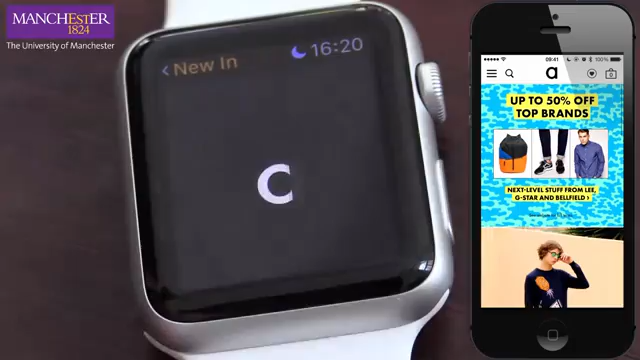 MANCHESTER
1824
The University of Manchester
< New In
16:20
C
09:41
100%
a
0
UP TO 50% OFF
TOP BRANDS
NEXT-LEVEL STUFF FROM LEE,
G-STAR AND BELLFIELD >